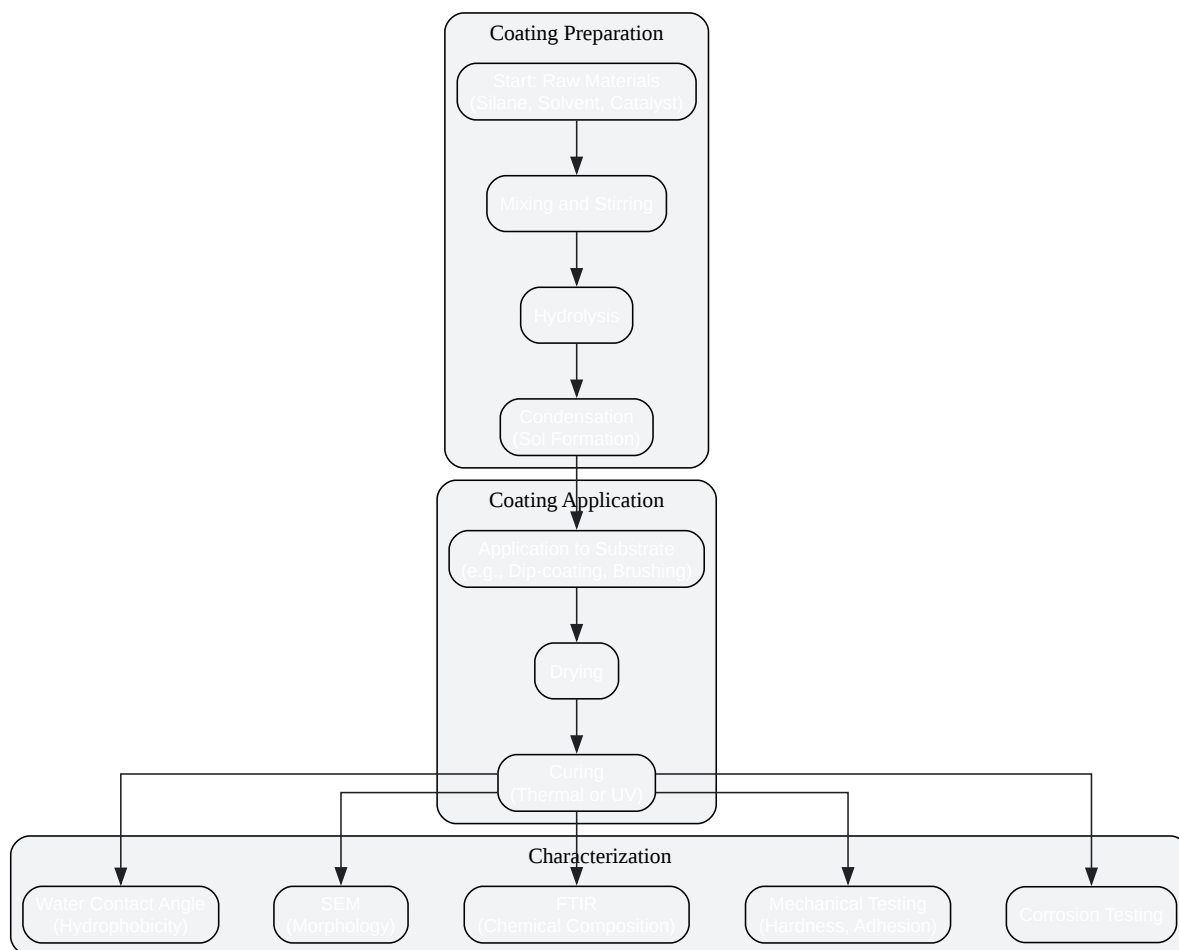 Coating Preparation
Start: Raw Materials
(Silane, Solvent, Catalyst)
Mixing and Stirring
Hydrolysis
Condensation
(Sol Formation)
Coating Application
Application to Substrate
(e.g., Dip-coating, Brushing)
Drying
Curing
(Thermal or UV)
Characterization
Water Contact Angle
(Hydrophobicity)
SEM
(Morphology)
FTIR
(Chemical Composition)
Mechanical Testing
(Hardness, Adhesion)
Corrosion Testing